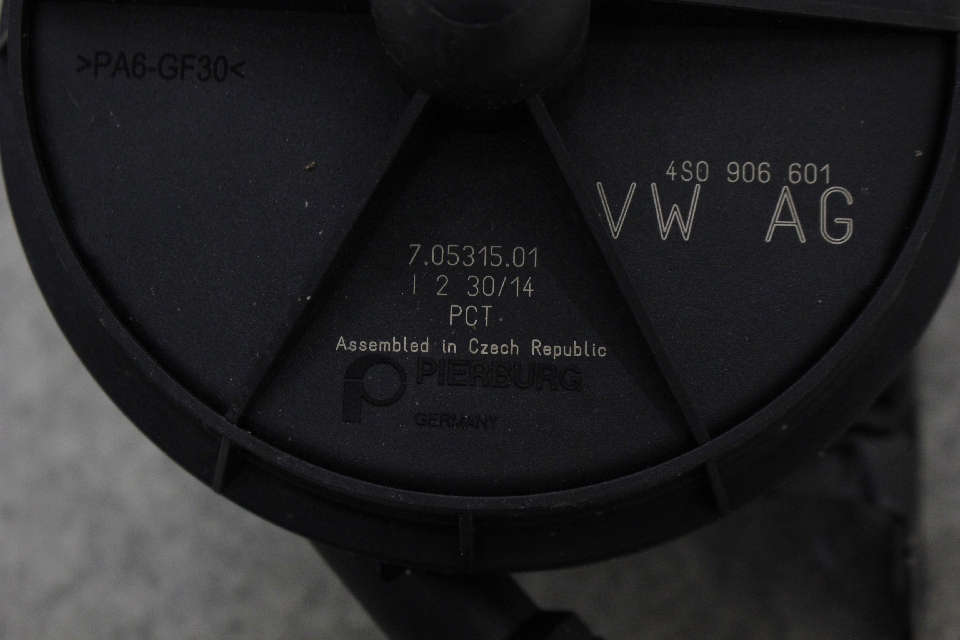 >PA6-GF30<
4S0 906 601
VW AG
7.05315.01
I 2 30/14
PCT
Assembled in Czech Republic
PIERBURG
GERMANY